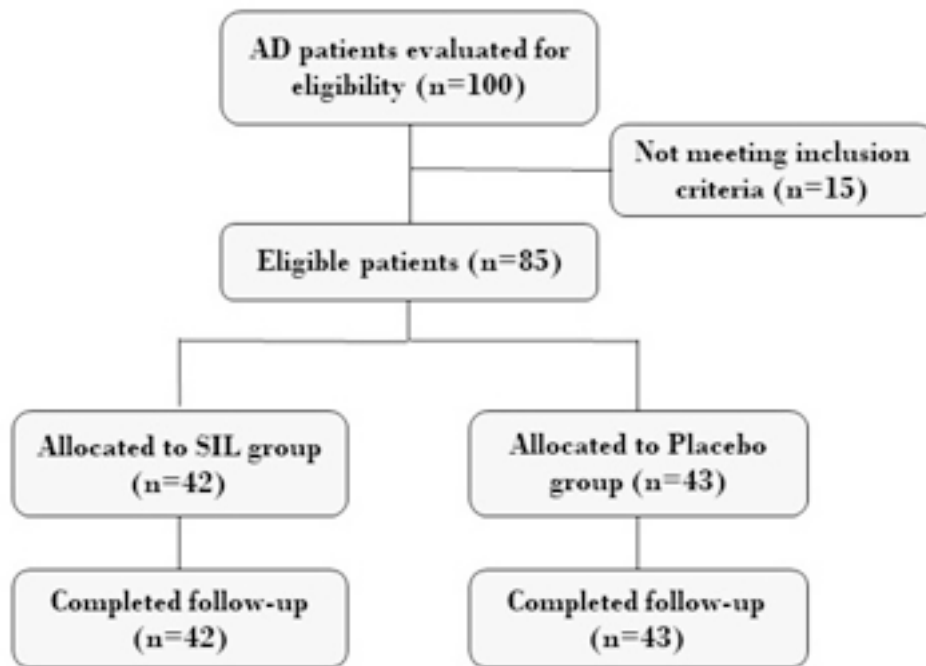 AD patients evaluated for
eligibility (n=100)
Not meeting inclusion
criteria (n=15)
Eligible patients (n=85)
Allocated to SIL group
(n=42)
Allocated to Placebo
group (n=43)
Completed follow-up
(n=42)
Completed follow-up
(n=43)